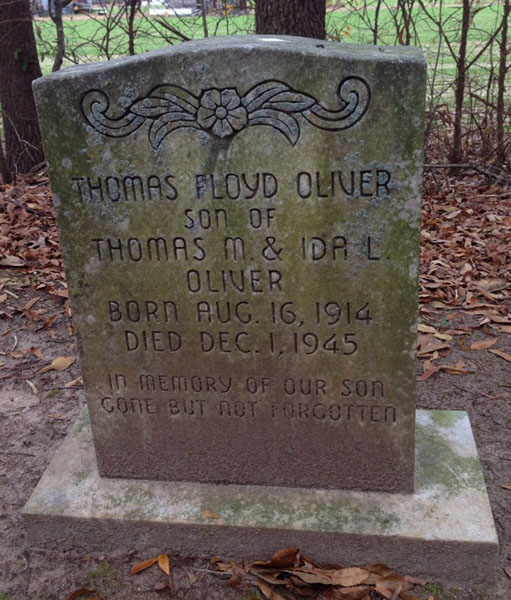 THOMAS FLOYD OLIVER
SON OF
THOMAS M. & IDA L.
OLIVER
BORN AUG. 16, 1914
DIED DEC. 1, 1945
IN MEMORY OF OUR SON
GONE BUT NOT FORGOTTEN